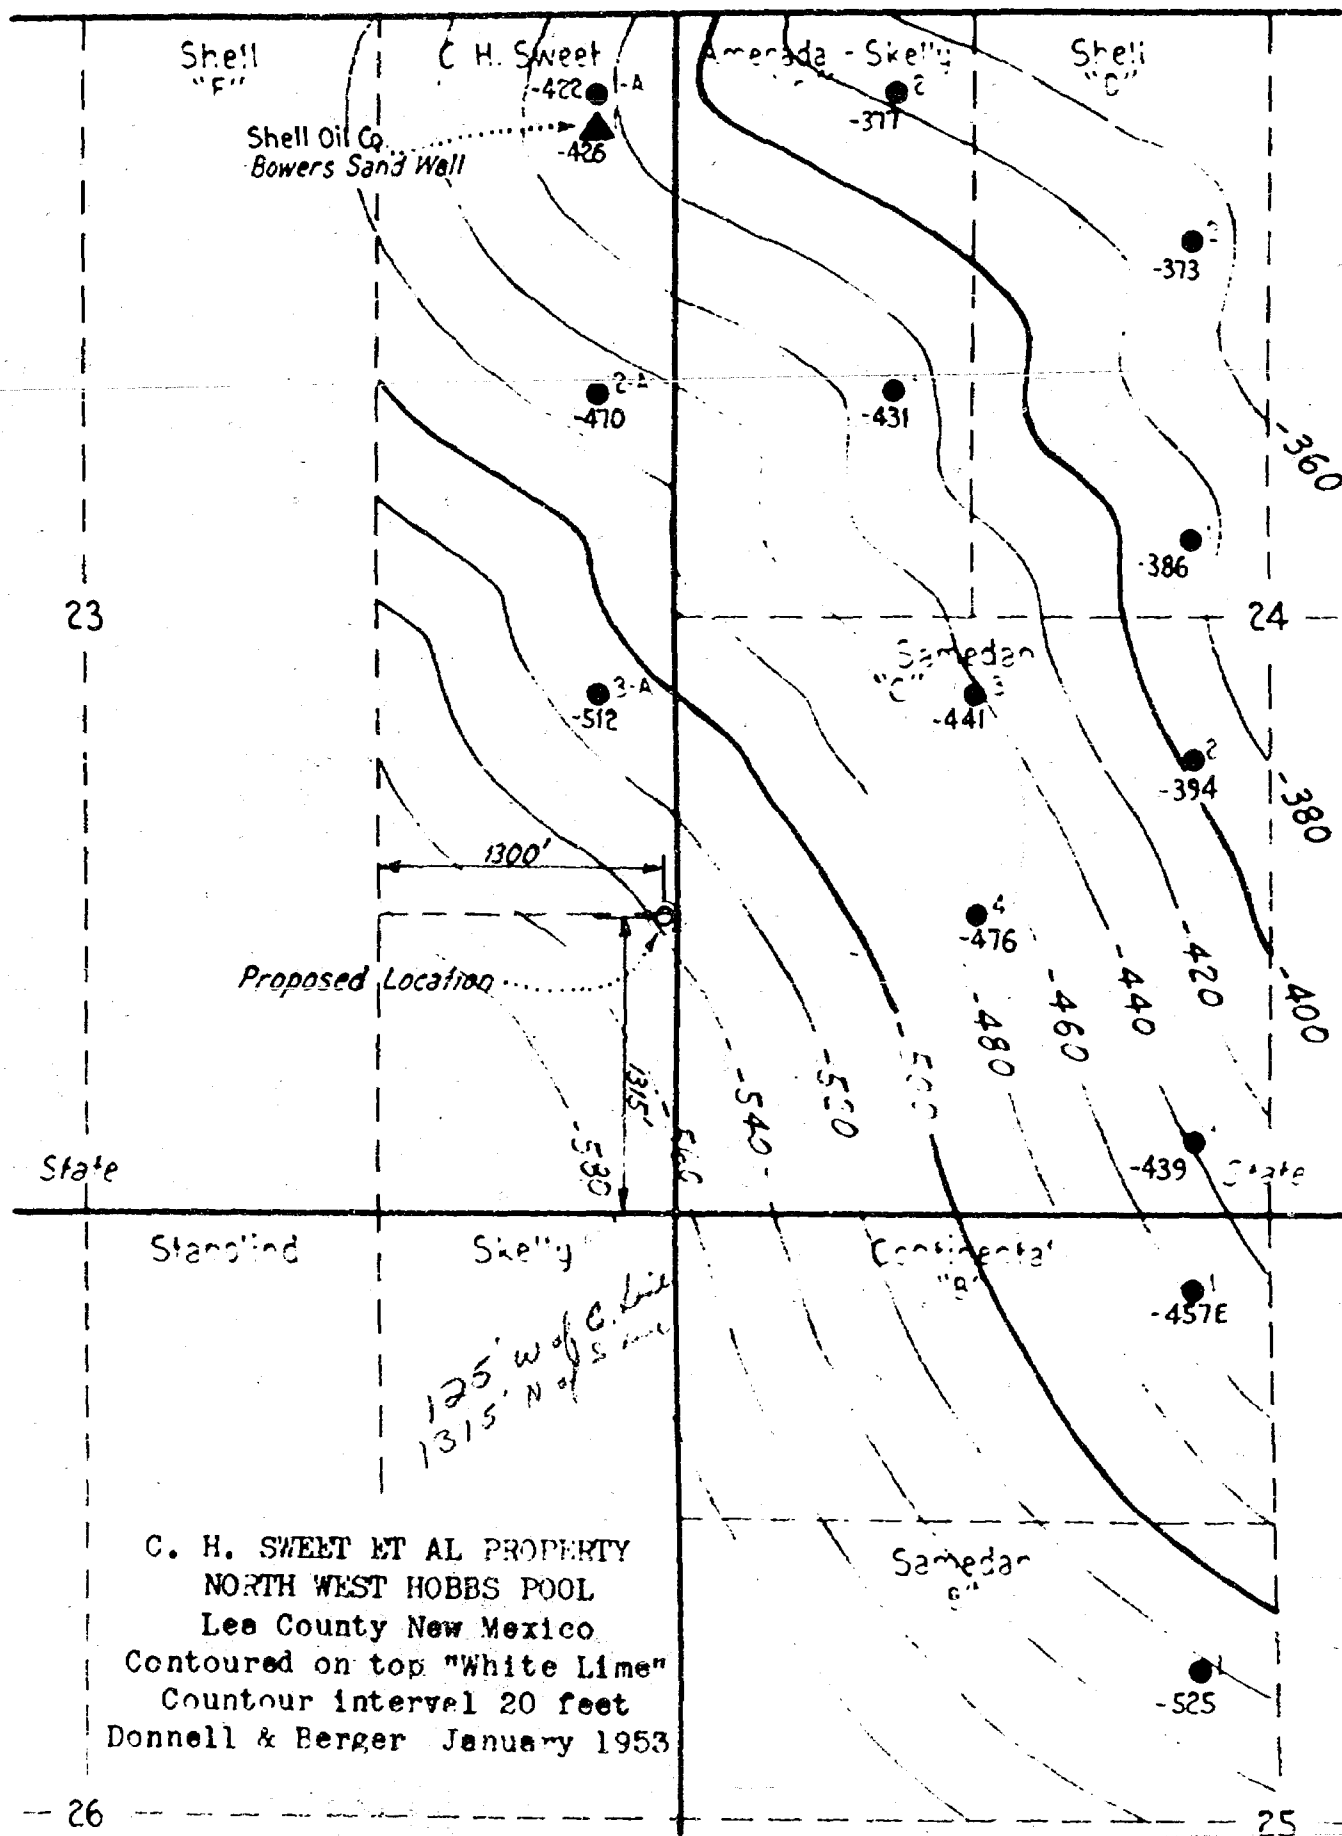 Shell
"F"
C H. Sweet
Amerada - Skelly
Shell
"D"
-422
1-A
2
-377
Shell Oil Co
Bowers Sand Well
-426
-373
2-A
-470
-431
-360
-386
23
24
Samedan
"C"
3-A
-512
3
-441
2
-394
-380
1300'
4
-476
Proposed Location
-400
-420
-440
-460
-480
-540
1315'
-580
-439
State
State
Stanolind
Skelly
Continental
1
-457E
125' W of C. Line
1315' N of S Line
C. H. SWEET ET AL PROPERTY
NORTH WEST HOBBS POOL
Lea County New Mexico
Contoured on top "White Lime"
Countour interval 20 feet
Donnell & Berger January 1953
Samedan
1
-525
26
25